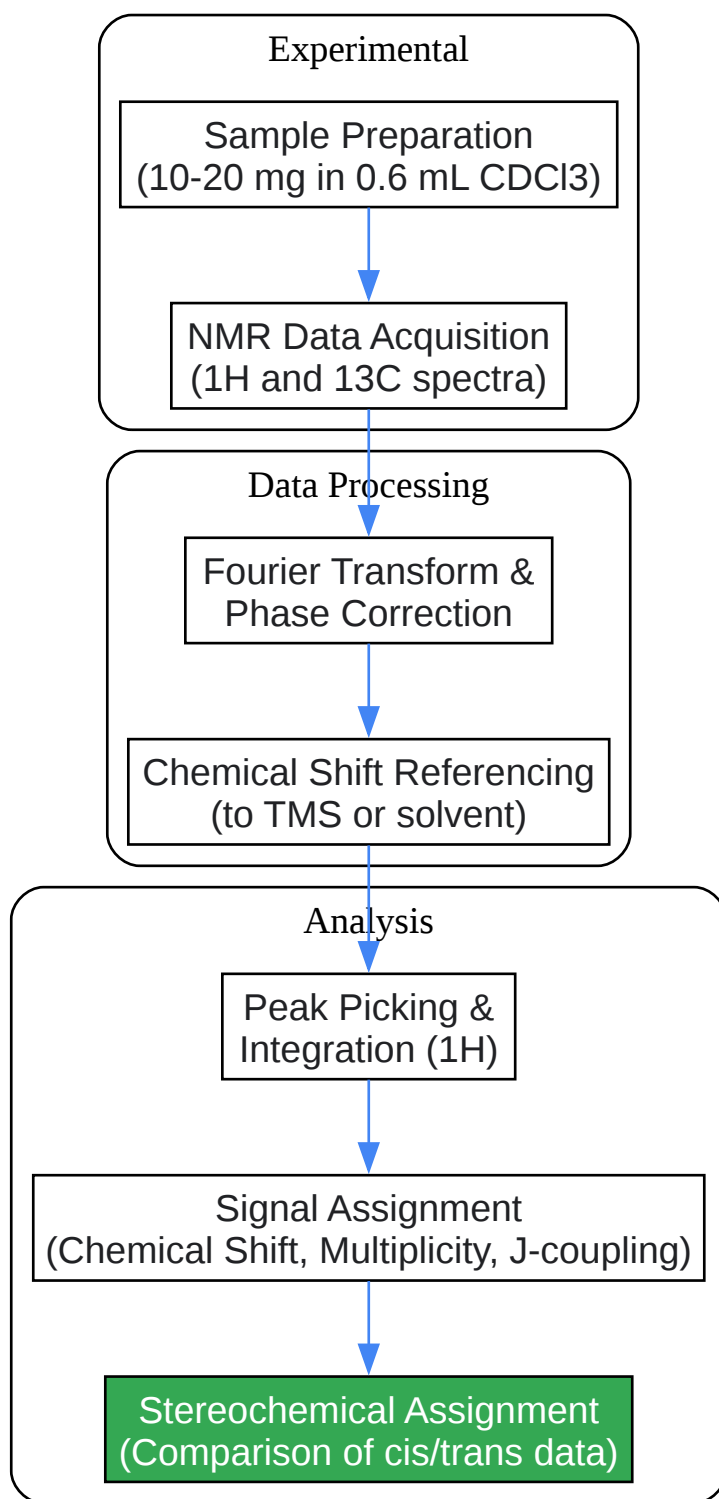 Experimental
Sample Preparation
(10-20 mg in 0.6 mL CDCl3)
NMR Data Acquisition
(1H and 13C spectra)
Data Processing
Fourier Transform &
Phase Correction
Chemical Shift Referencing
(to TMS or solvent)
Analysis
Peak Picking &
Integration (1H)
Signal Assignment
(Chemical Shift, Multiplicity, J-coupling)
Stereochemical Assignment
(Comparison of cis/trans data)